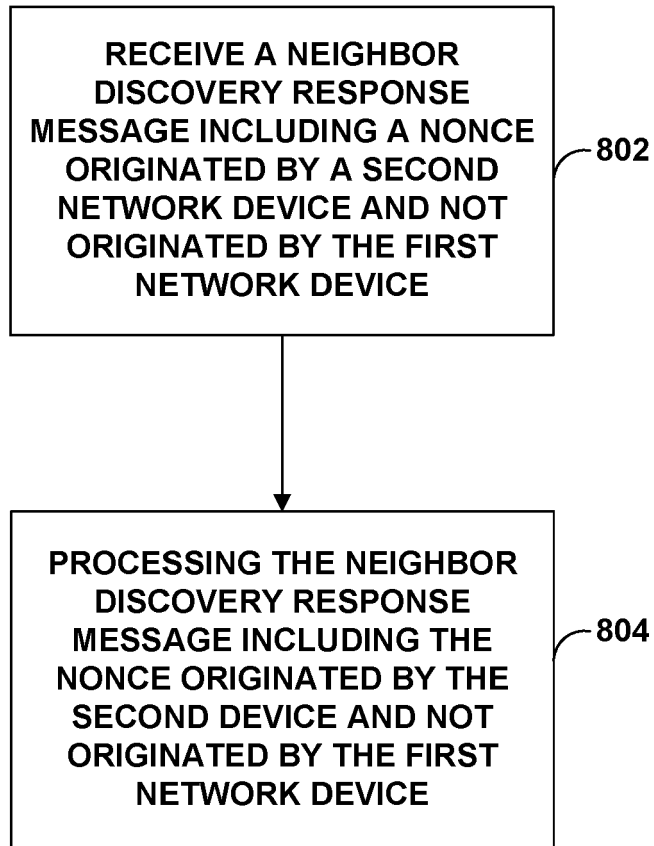 RECEIVE A NEIGHBOR
DISCOVERY RESPONSE
MESSAGE INCLUDING A NONCE
ORIGINATED BY A SECOND
NETWORK DEVICE AND NOT
ORIGINATED BY THE FIRST
NETWORK DEVICE
802
PROCESSING THE NEIGHBOR
DISCOVERY RESPONSE
MESSAGE INCLUDING THE
NONCE ORIGINATED BY THE
SECOND DEVICE AND NOT
ORIGINATED BY THE FIRST
NETWORK DEVICE
804